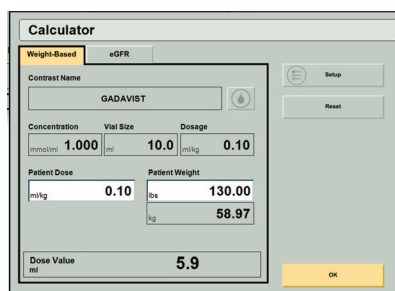 Calculator
Weight-Based eGFR
Contrast Name
GADAVIST
Concentration Vial Size Dosage
mmol/ml 1.000 ml 10.0 ml/kg 0.10
Patient Dose Patient Weight
ml/kg 0.10 lbs 130.00
kg 58.97
Dose Value
ml 5.9
Setup
Reset
OK